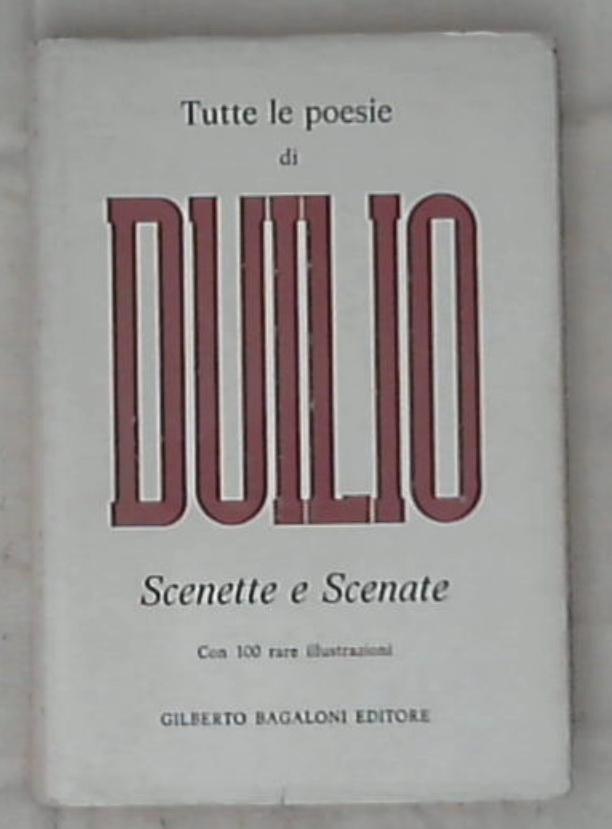 Tutte le poesie
di
DUILIO
Scenette e Scenate
Con 100 rare illustrazioni
GILBERTO BAGALONI EDITORE